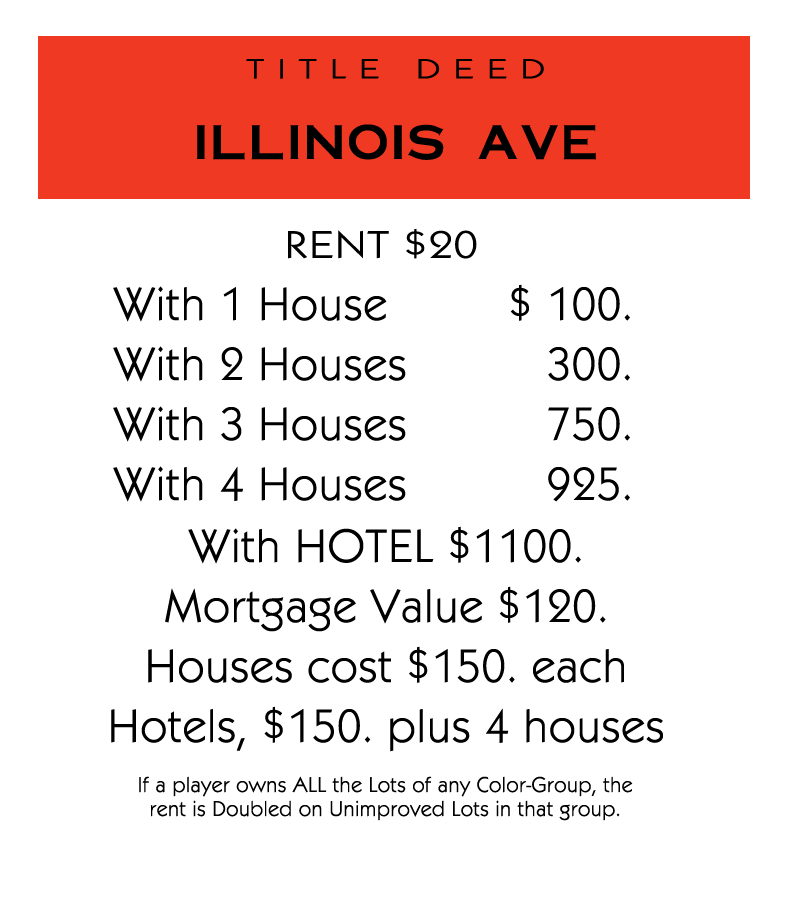 TITLE DEED
ILLINOIS AVE
RENT $20
With 1 House $ 100.
With 2 Houses 300.
With 3 Houses 750.
With 4 Houses 925.
With HOTEL $1100.
Mortgage Value $120.
Houses cost $150. each
Hotels, $150. plus 4 houses
If a player owns ALL the Lots of any Color-Group, the
rent is Doubled on Unimproved Lots in that group.